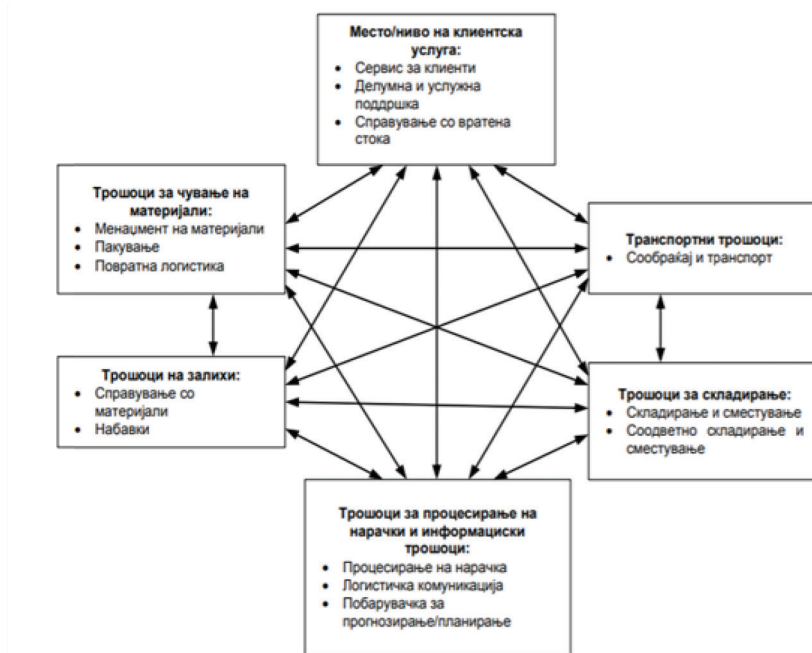 Место/ниво на клиентска
услуга:
• Сервис за клиенти
• Делумна и услужна
поддршка
• Справување со вратена
стока
Трошоци за чување на
материјали:
• Менаџмент на материјали
• Пакување
• Повратна логистика
Транспортни трошоци:
• Сообраќај и транспорт
Трошоци на залихи:
• Справување со
материјали
• Набавки
Трошоци за складирање:
• Складирање и сместување
• Соодветно складирање и
сместување
Трошоци за процесирање на
нарачки и информациски
трошоци:
• Процесирање на нарачка
• Логистичка комуникација
• Побарувачка за
прогнозирање/планирање